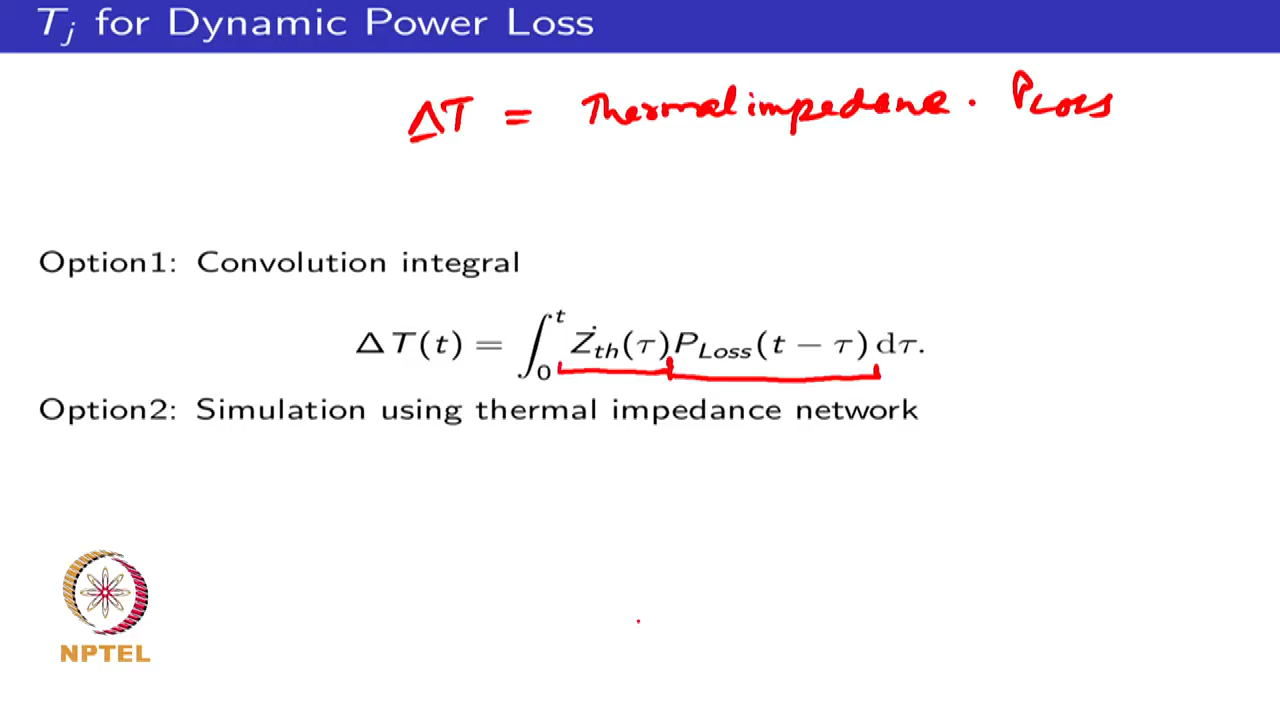 Tj for Dynamic Power Loss
ΔT = Thermal impedance . PLoss
Option1: Convolution integral
ΔT(t) = ∫₀ᵗ Żth(τ)PLoss(t − τ)dτ.
Option2: Simulation using thermal impedance network
NPTEL